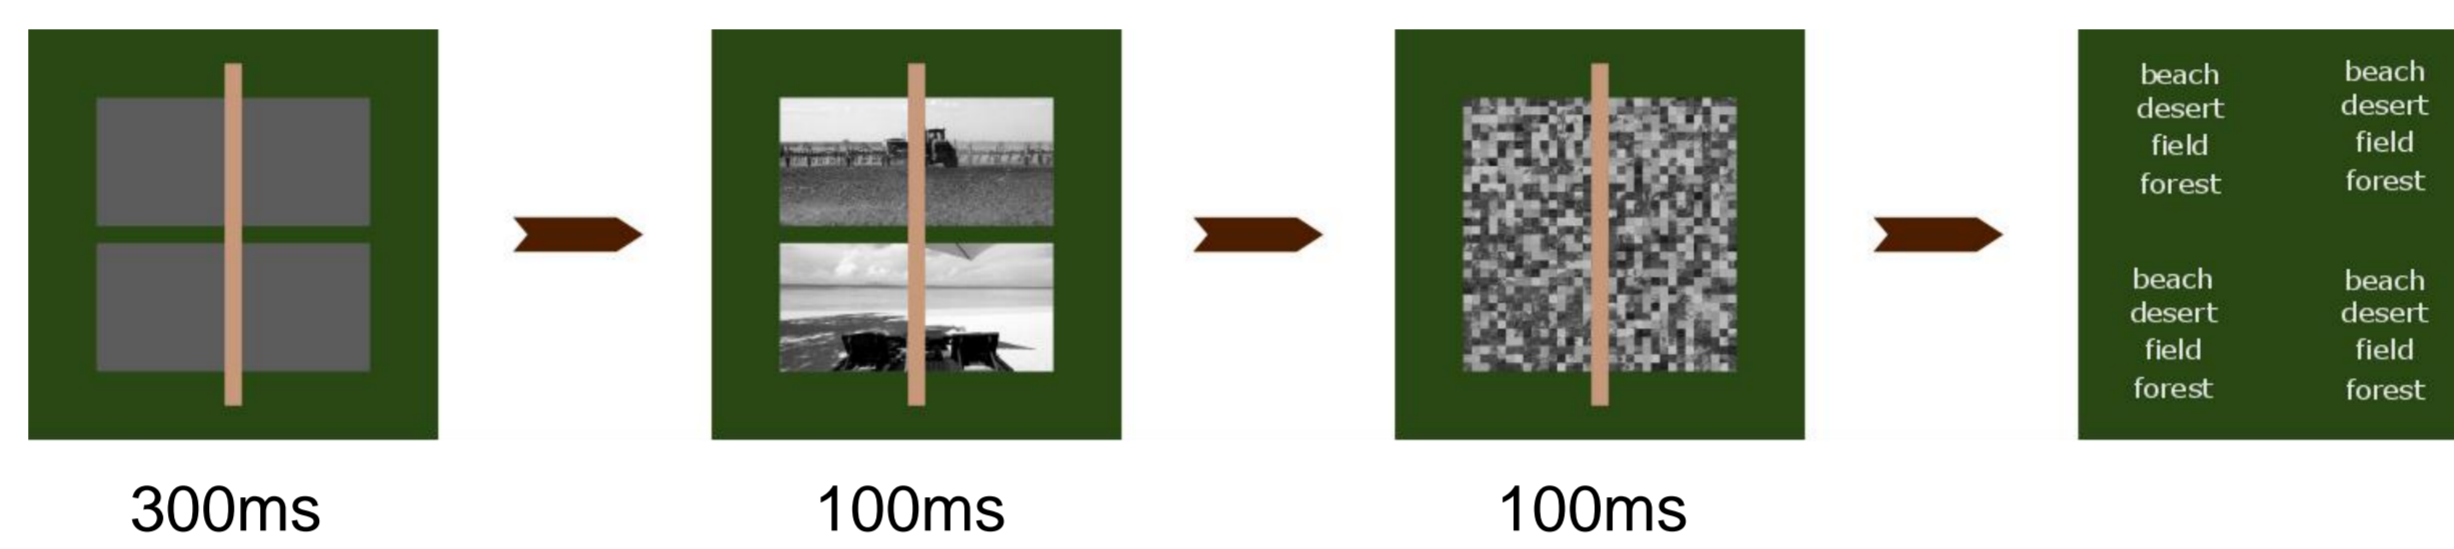 beach
desert
field
forest
beach
desert
field
forest
beach
desert
field
forest
beach
desert
field
forest
300ms
100ms
100ms